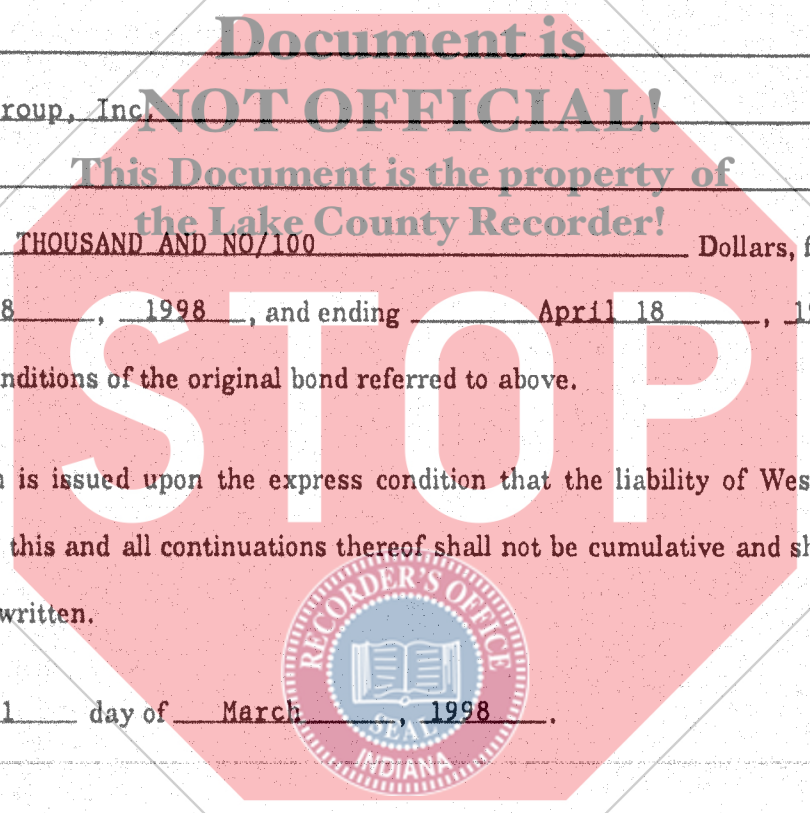 Document is
roup, Inc.
NOT OFFICIAL!
This Document is the property of
the Lake County Recorder!
THOUSAND AND NO/100 Dollars, f
8, 1998, and ending April 18, 19
STOP
nditions of the original bond referred to above.
n is issued upon the express condition that the liability of Wes
this and all continuations thereof shall not be cumulative and sh
written.
RECORDER'S OFFICE
SEAL
INDIANA
1 day of March, 1998.